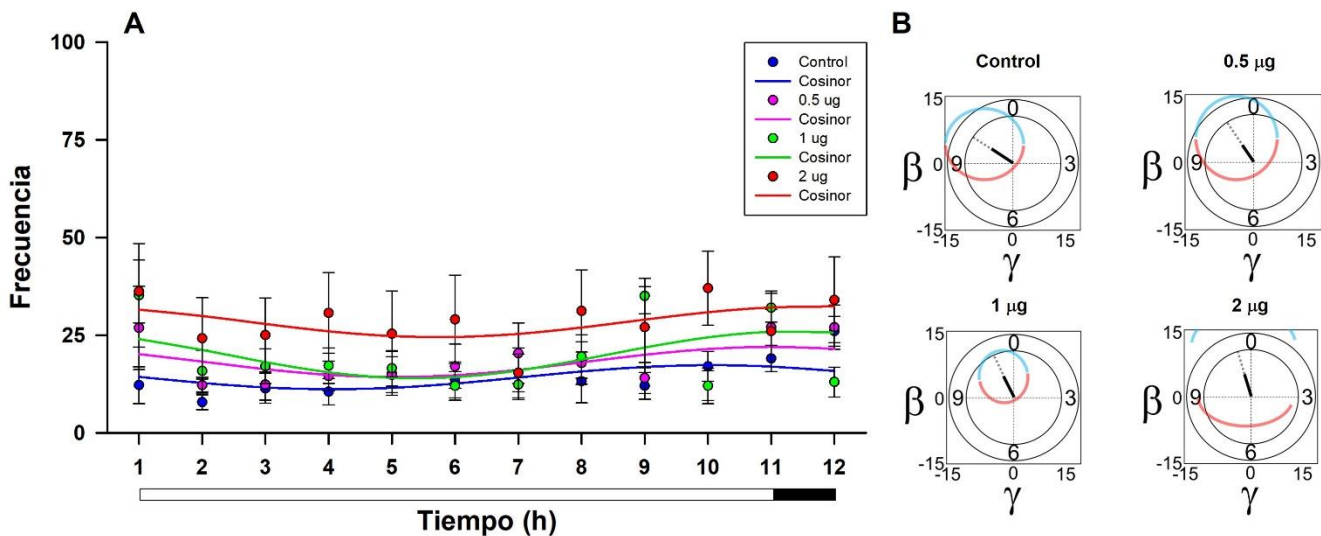 A
100
75
50
25
0
Frecuencia
Control
Cosinor
0.5 ug
Cosinor
1 ug
Cosinor
2 ug
Cosinor
1 2 3 4 5 6 7 8 9 10 11 12
Tiempo (h)
B
Control
15
0
β 0 9 3
6
-15
-15 0 15
γ
0.5 μg
15
0
β 0 9 3
6
-15
-15 0 15
γ
1 μg
15
0
β 0 9 3
6
-15
-15 0 15
γ
2 μg
15
0
β 0 9 3
6
-15
-15 0 15
γ